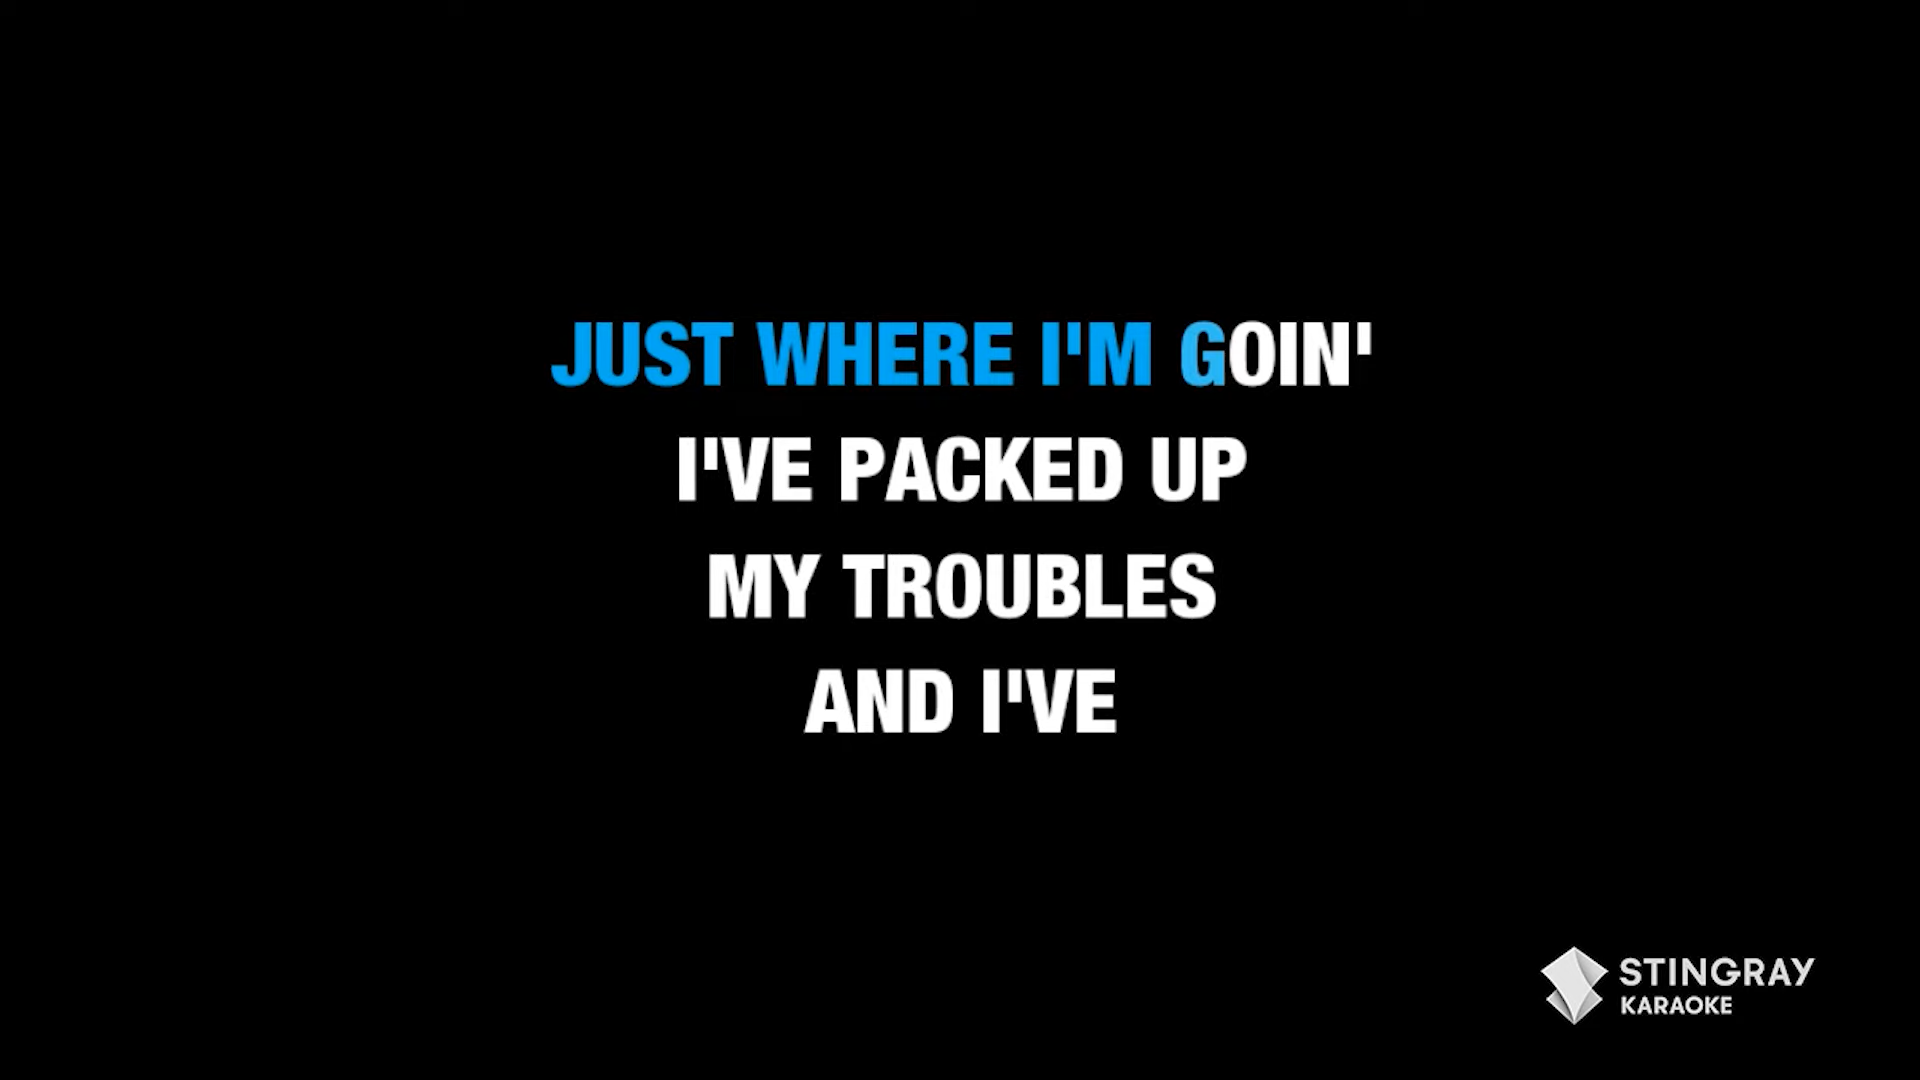 JUST WHERE I'M GOIN'
I'VE PACKED UP
MY TROUBLES
AND I'VE
STINGRAY
KARAOKE